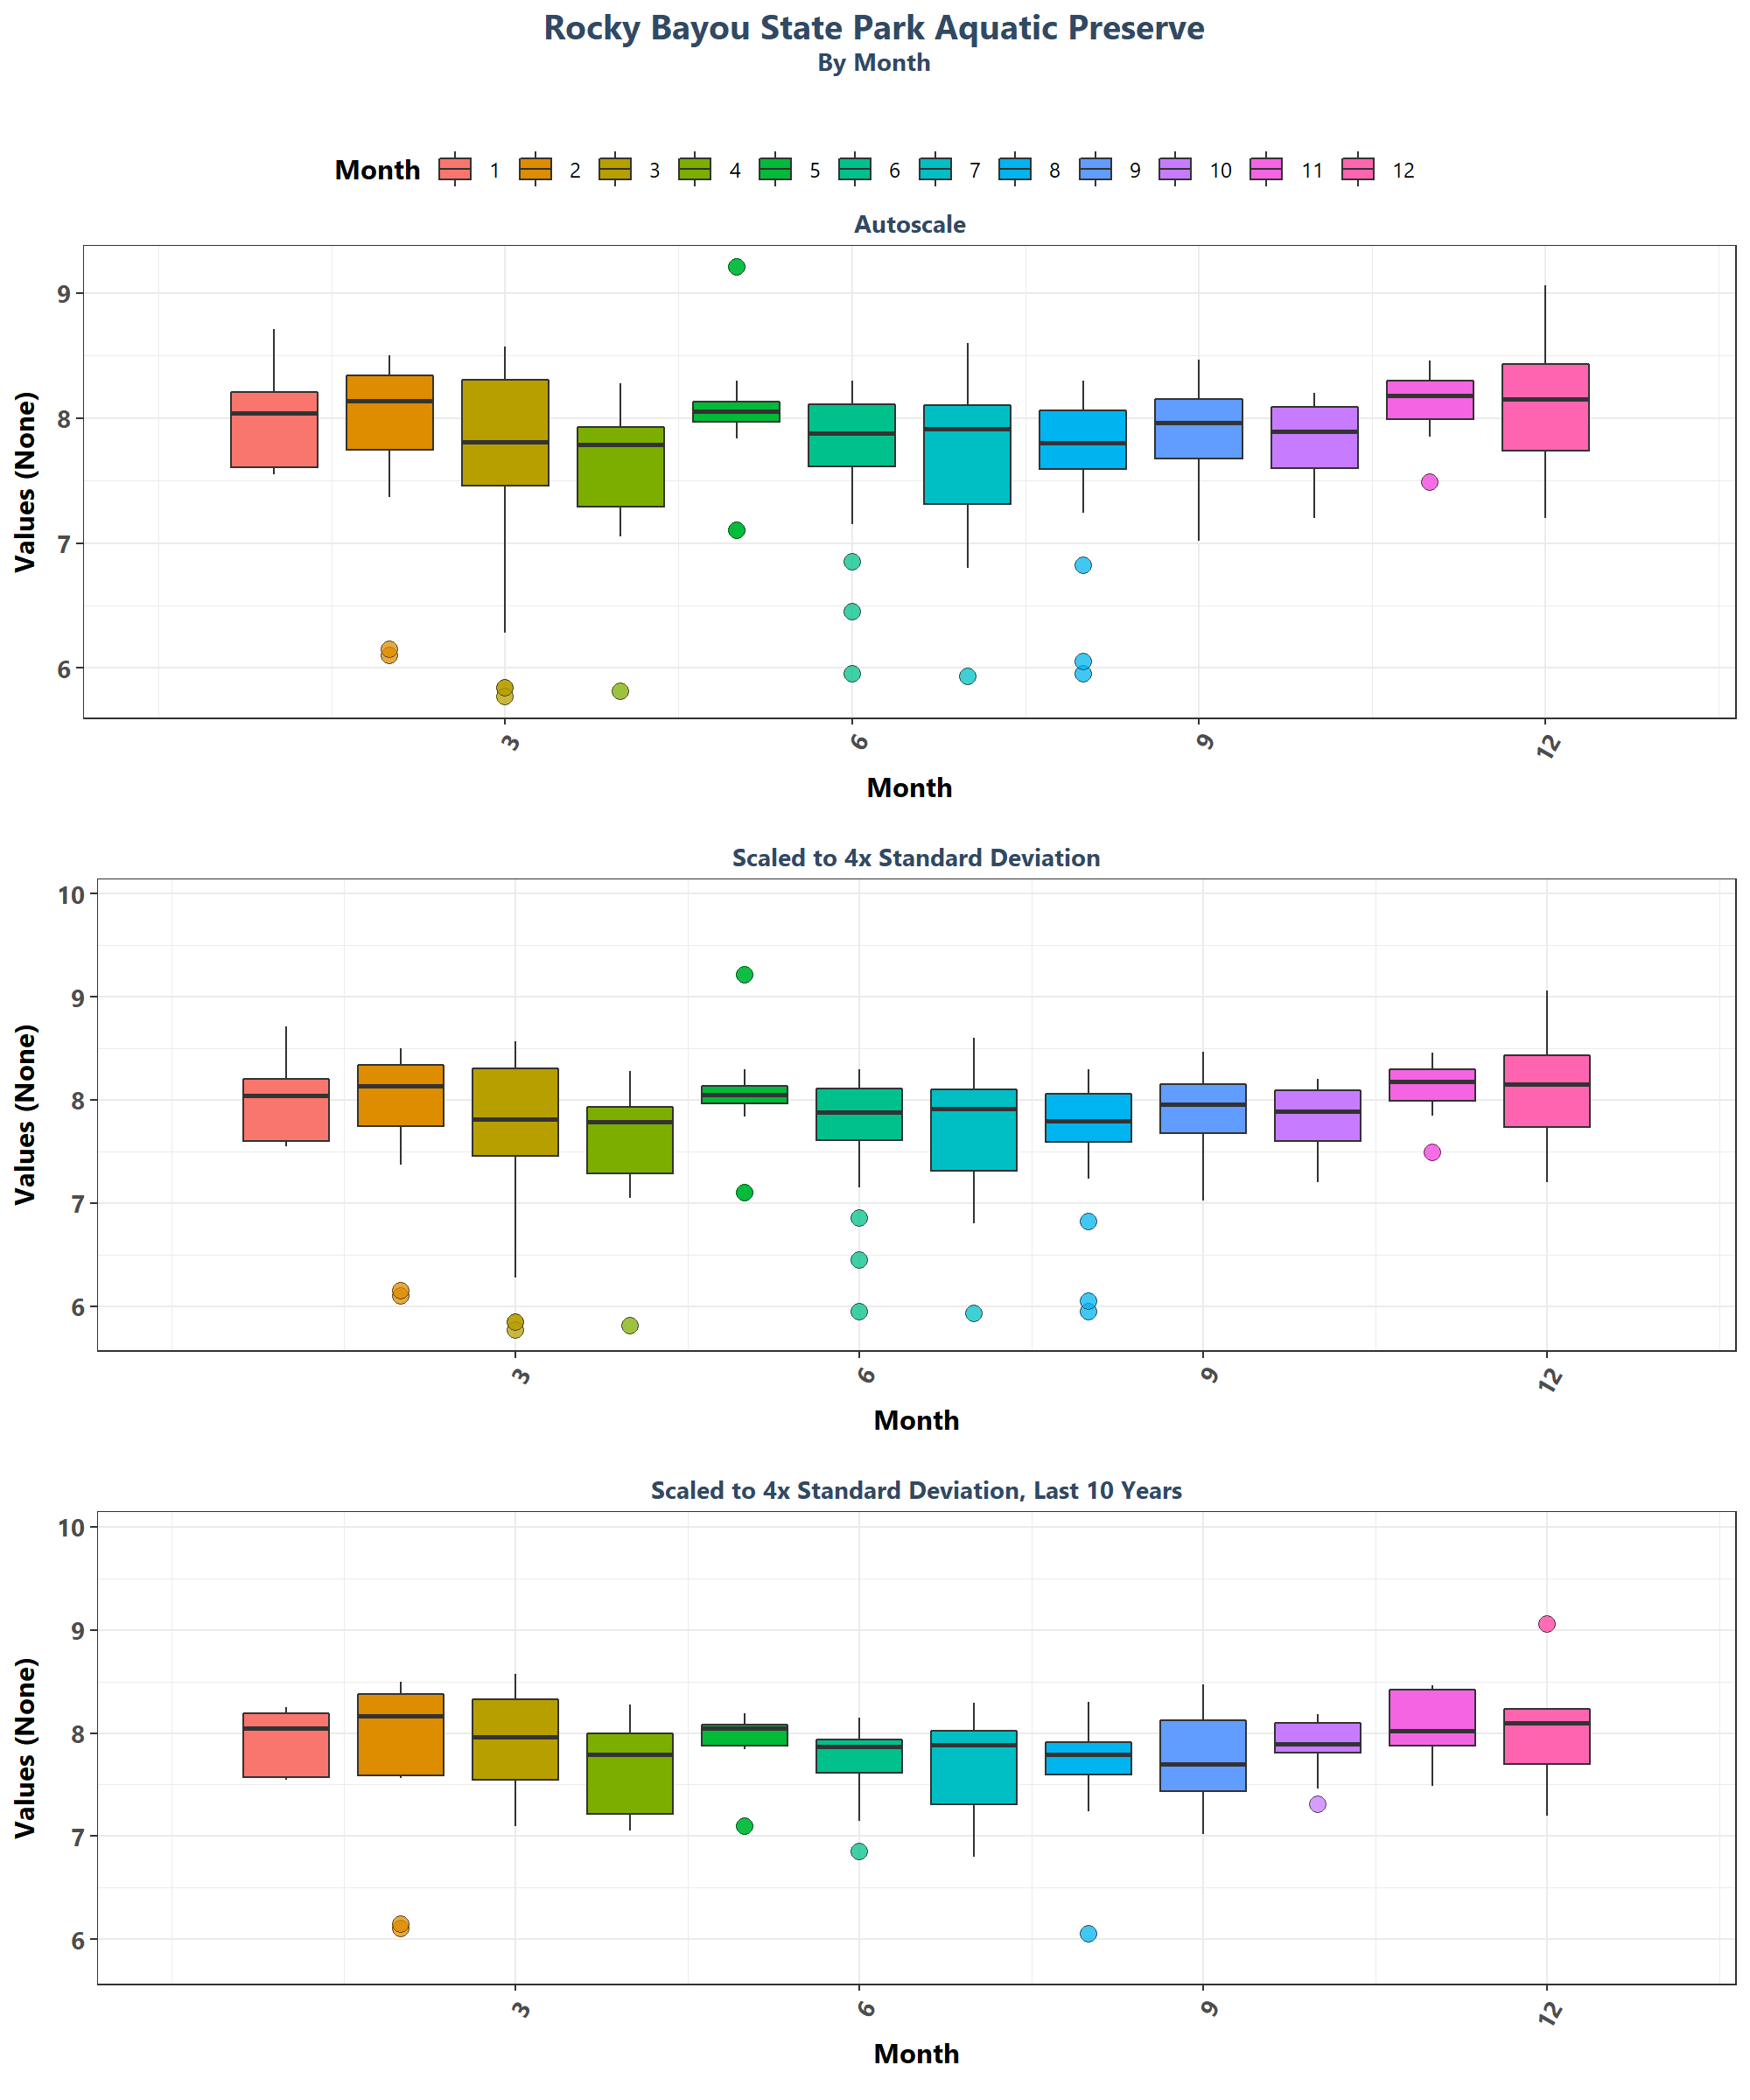 Rocky Bayou State Park Aquatic Preserve
By Month
Month 1 2 3 4 5 6 7 8 9 10 11 12
Autoscale
Values (None)
9
8
7
6
3 6 9 12
Month
Scaled to 4x Standard Deviation
Values (None)
10
9
8
7
6
3 6 9 12
Month
Scaled to 4x Standard Deviation, Last 10 Years
Values (None)
10
9
8
7
6
3 6 9 12
Month